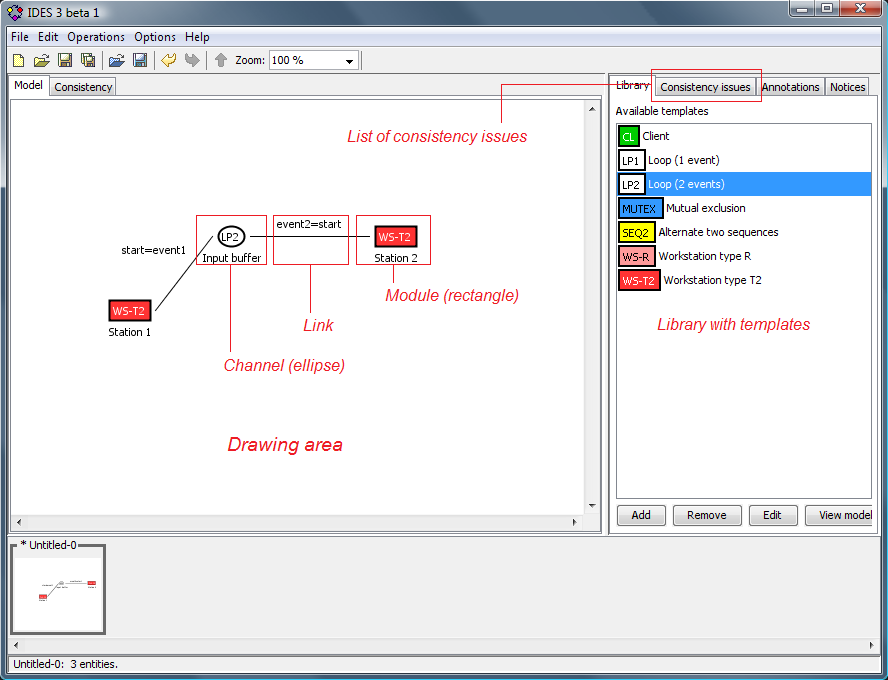 IDES 3 beta 1
File Edit Operations Options Help
Zoom: 100 %
Model Consistency
Library Consistency issues Annotations Notices
Available templates
List of consistency issues
CL Client
LP1 Loop (1 event)
LP2 Loop (2 events)
MUTEX Mutual exclusion
SEQ2 Alternate two sequences
WS-R Workstation type R
WS-T2 Workstation type T2
Library with templates
start=event1
LP2
Input buffer
event2=start
WS-T2
Station 2
WS-T2
Station 1
Module (rectangle)
Link
Channel (ellipse)
Drawing area
Add Remove Edit View model
* Untitled-0
Untitled-0: 3 entities.